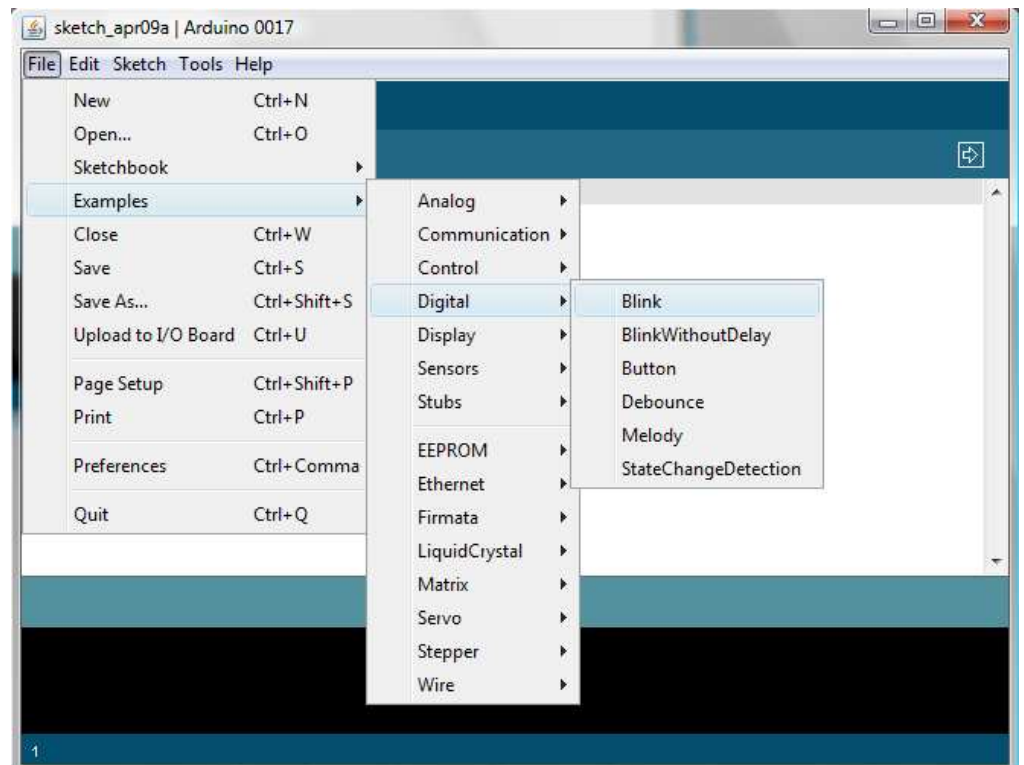 sketch_apr09a | Arduino 0017
File Edit Sketch Tools Help
New Ctrl+N
Open... Ctrl+O
Sketchbook
Examples
Close Ctrl+W
Save Ctrl+S
Save As... Ctrl+Shift+S
Upload to I/O Board Ctrl+U
Page Setup Ctrl+Shift+P
Print Ctrl+P
Preferences Ctrl+Comma
Quit Ctrl+Q
Analog
Communication
Control
Digital
Display
Sensors
Stubs
EEPROM
Ethernet
Firmata
LiquidCrystal
Matrix
Servo
Stepper
Wire
Blink
BlinkWithoutDelay
Button
Debounce
Melody
StateChangeDetection
1